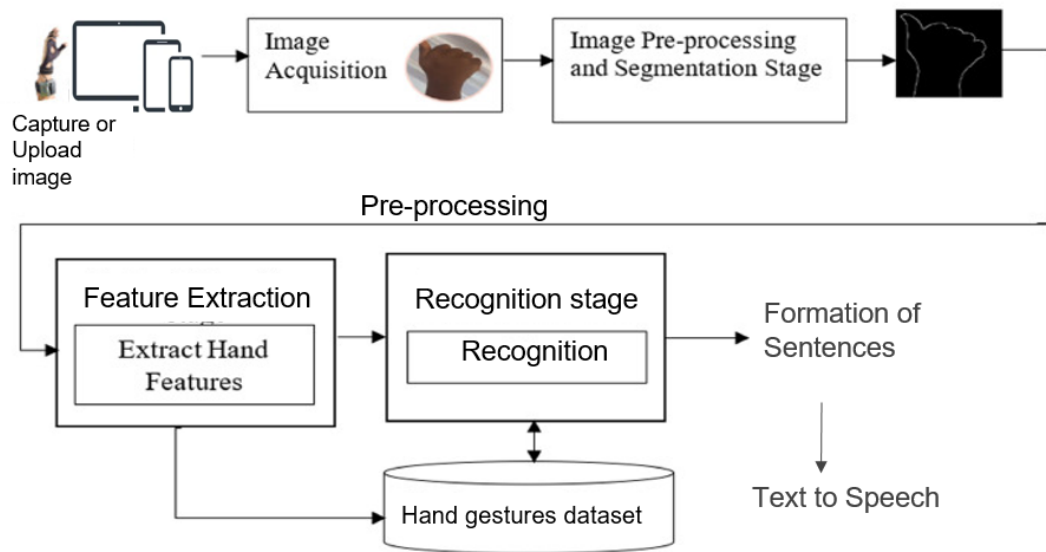 Image
Acquisition
Image Pre-processing
and Segmentation Stage
Capture or
Upload
image
Pre-processing
Feature Extraction
Extract Hand
Features
Recognition stage
Recognition
Formation of
Sentences
Hand gestures dataset
Text to Speech